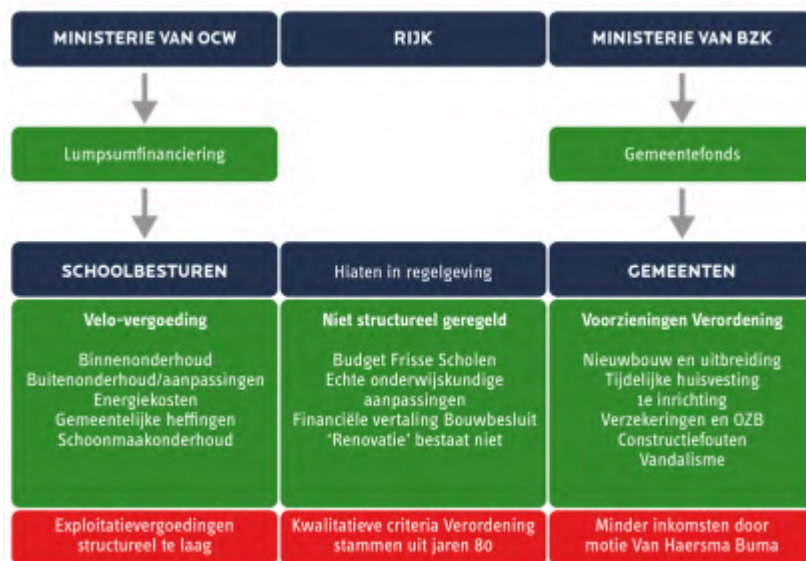 MINISTERIE VAN OCW
RIJK
MINISTERIE VAN BZK
Lumpsumfinanciering
Gemeentefonds
SCHOOLBESTUREN
Hiaten in regelgeving
GEMEENTEN
Velo-vergoeding
Binnenonderhoud
Buitenonderhoud/aanpassingen
Energiekosten
Gemeentelijke heffingen
Schoonmaakonderhoud
Niet structureel geregeld
Budget Frisse Scholen
Echte onderwijskundige
aanpassingen
Financiële vertaling Bouwbesluit
'Renovatie' bestaat niet
Voorzieningen Verordening
Nieuwbouw en uitbreiding
Tijdelijke huisvesting
1e inrichting
Verzekeringen en OZB
Constructiefouten
Vandalisme
Exploitatievergoedingen
structureel te laag
Kwalitatieve criteria Verordening
stammen uit jaren 80
Minder inkomsten door
motie Van Haersma Buma